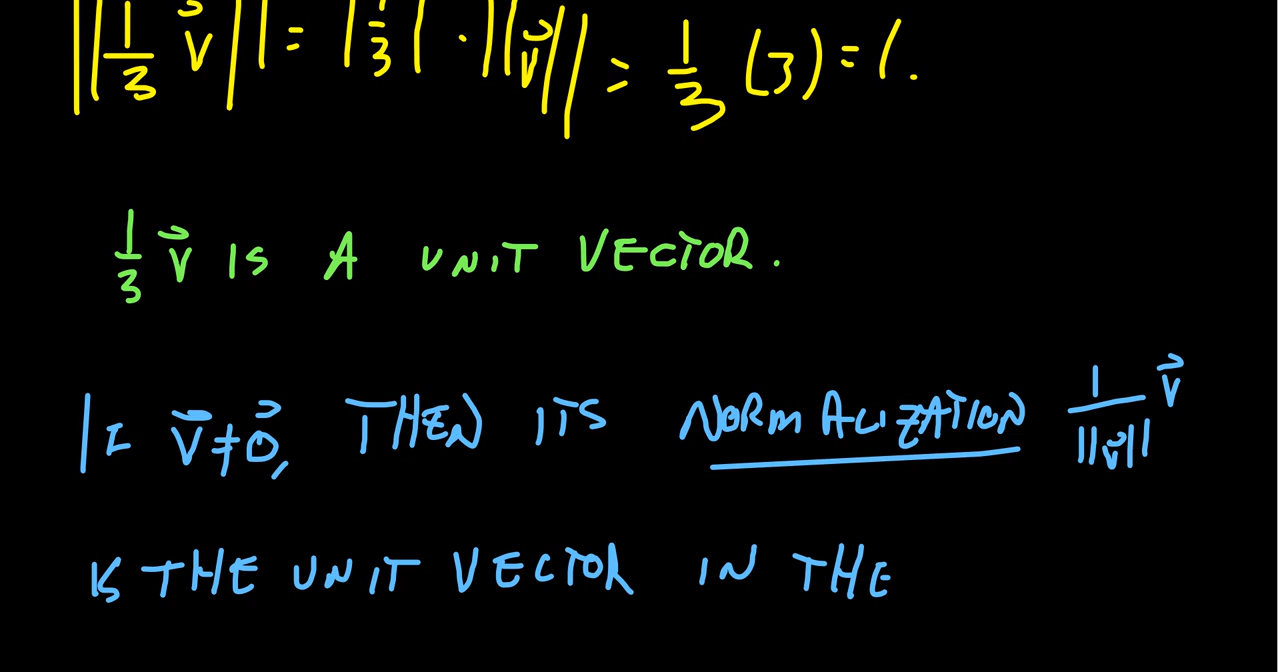 ||1/3 v⃗|| = |1/3| · ||v⃗|| = 1/3 (3) = 1.
1/3 v⃗ IS A UNIT VECTOR.
IF v⃗ ≠ 0⃗, THEN ITS NORMALIZATION 1/||v⃗|| v⃗
IS THE UNIT VECTOR IN THE